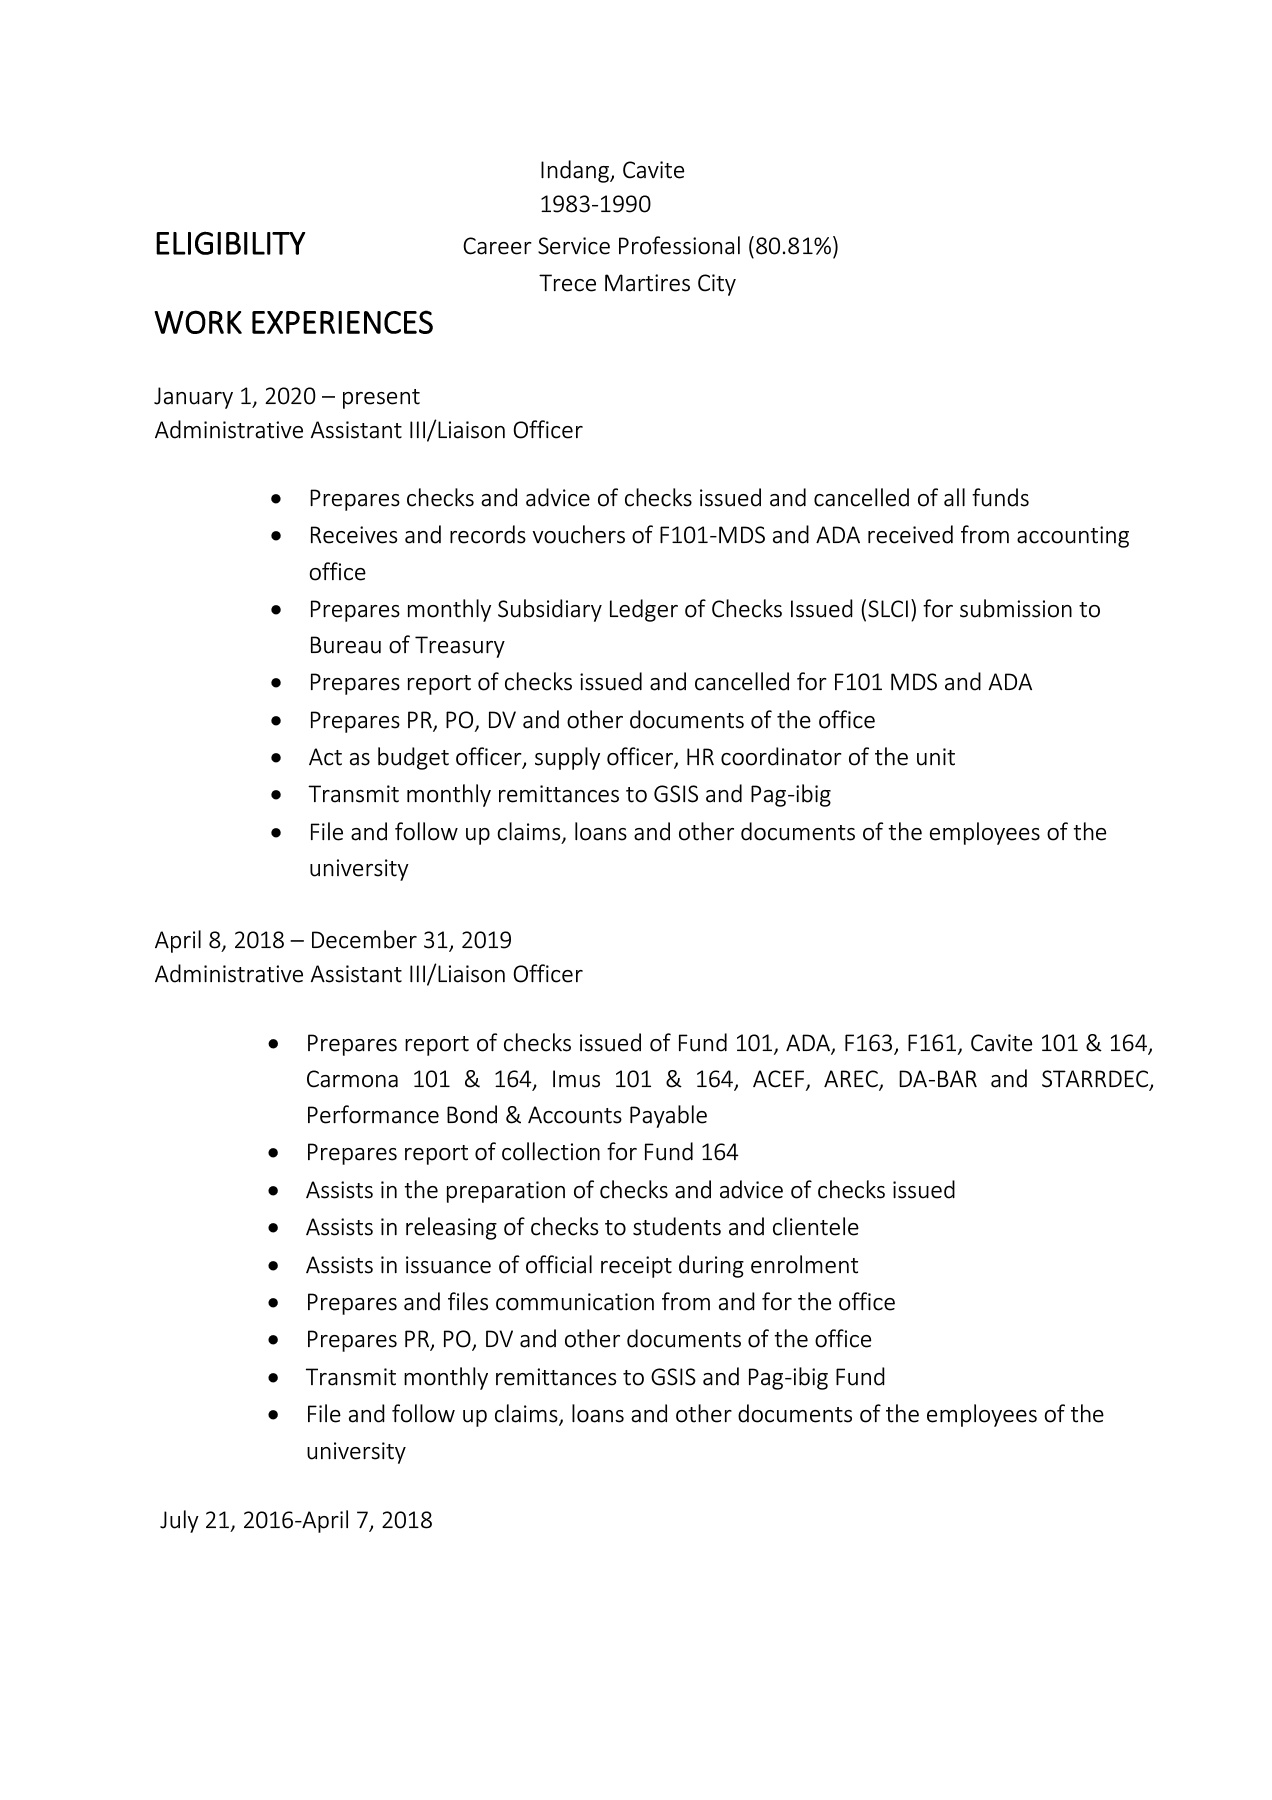 Indang, Cavite
1983-1990
ELIGIBILITY Career Service Professional (80.81%)
Trece Martires City
WORK EXPERIENCES
January 1, 2020 – present
Administrative Assistant III/Liaison Officer
• Prepares checks and advice of checks issued and cancelled of all funds
• Receives and records vouchers of F101-MDS and ADA received from accounting
office
• Prepares monthly Subsidiary Ledger of Checks Issued (SLCI) for submission to
Bureau of Treasury
• Prepares report of checks issued and cancelled for F101 MDS and ADA
• Prepares PR, PO, DV and other documents of the office
• Act as budget officer, supply officer, HR coordinator of the unit
• Transmit monthly remittances to GSIS and Pag-ibig
• File and follow up claims, loans and other documents of the employees of the
university
April 8, 2018 – December 31, 2019
Administrative Assistant III/Liaison Officer
• Prepares report of checks issued of Fund 101, ADA, F163, F161, Cavite 101 & 164,
Carmona 101 & 164, Imus 101 & 164, ACEF, AREC, DA-BAR and STARRDEC,
Performance Bond & Accounts Payable
• Prepares report of collection for Fund 164
• Assists in the preparation of checks and advice of checks issued
• Assists in releasing of checks to students and clientele
• Assists in issuance of official receipt during enrolment
• Prepares and files communication from and for the office
• Prepares PR, PO, DV and other documents of the office
• Transmit monthly remittances to GSIS and Pag-ibig Fund
• File and follow up claims, loans and other documents of the employees of the
university
July 21, 2016-April 7, 2018